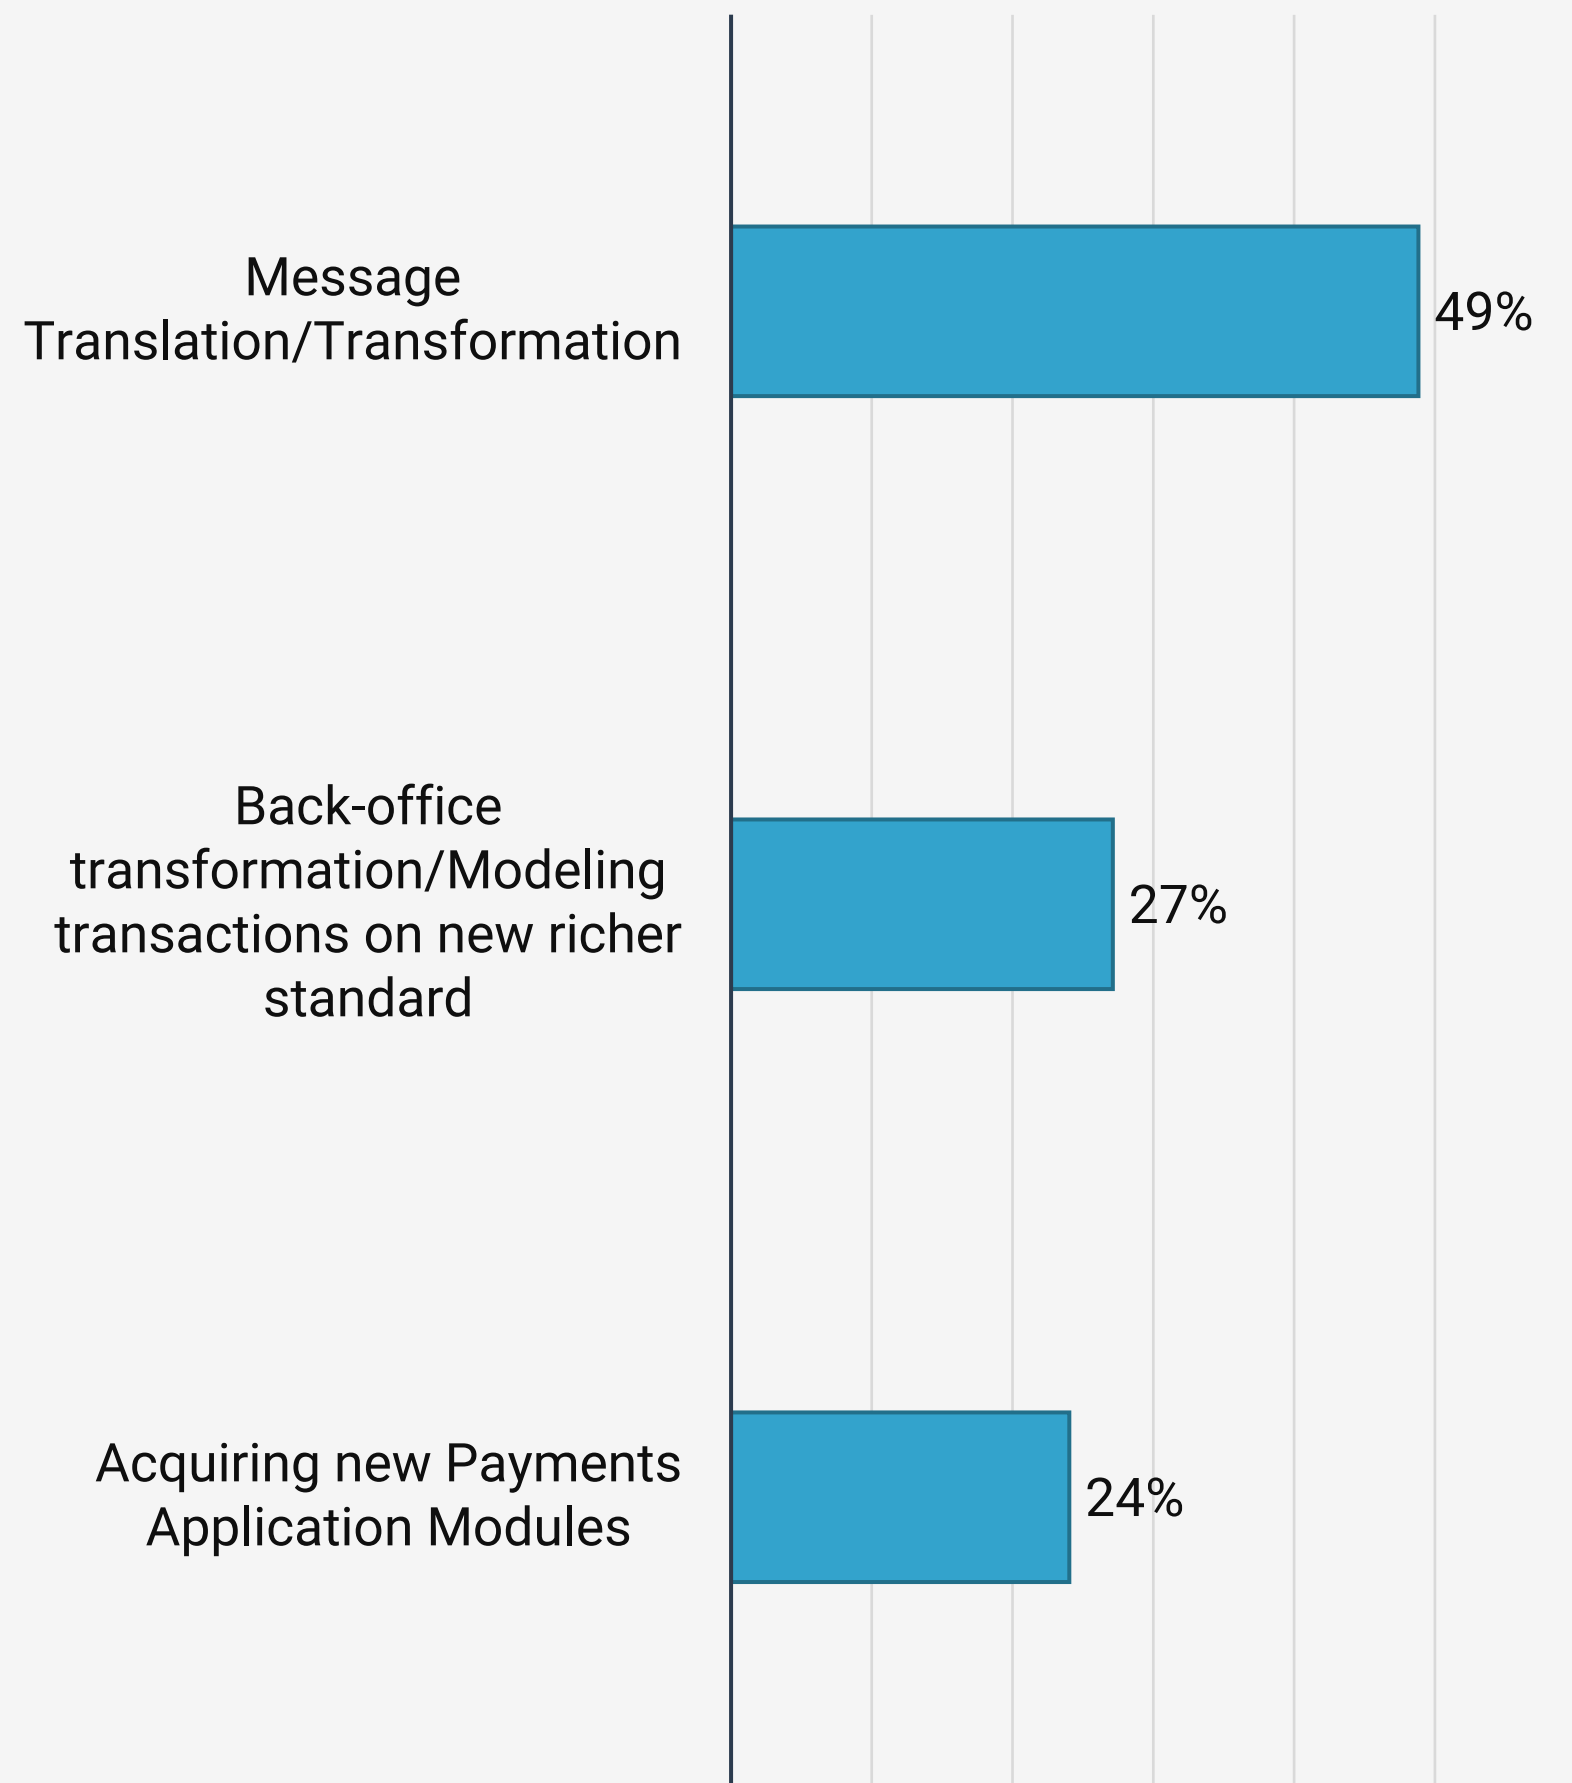 Message
Translation/Transformation
49%
Back-office
transformation/Modeling
transactions on new richer
standard
27%
Acquiring new Payments
Application Modules
24%